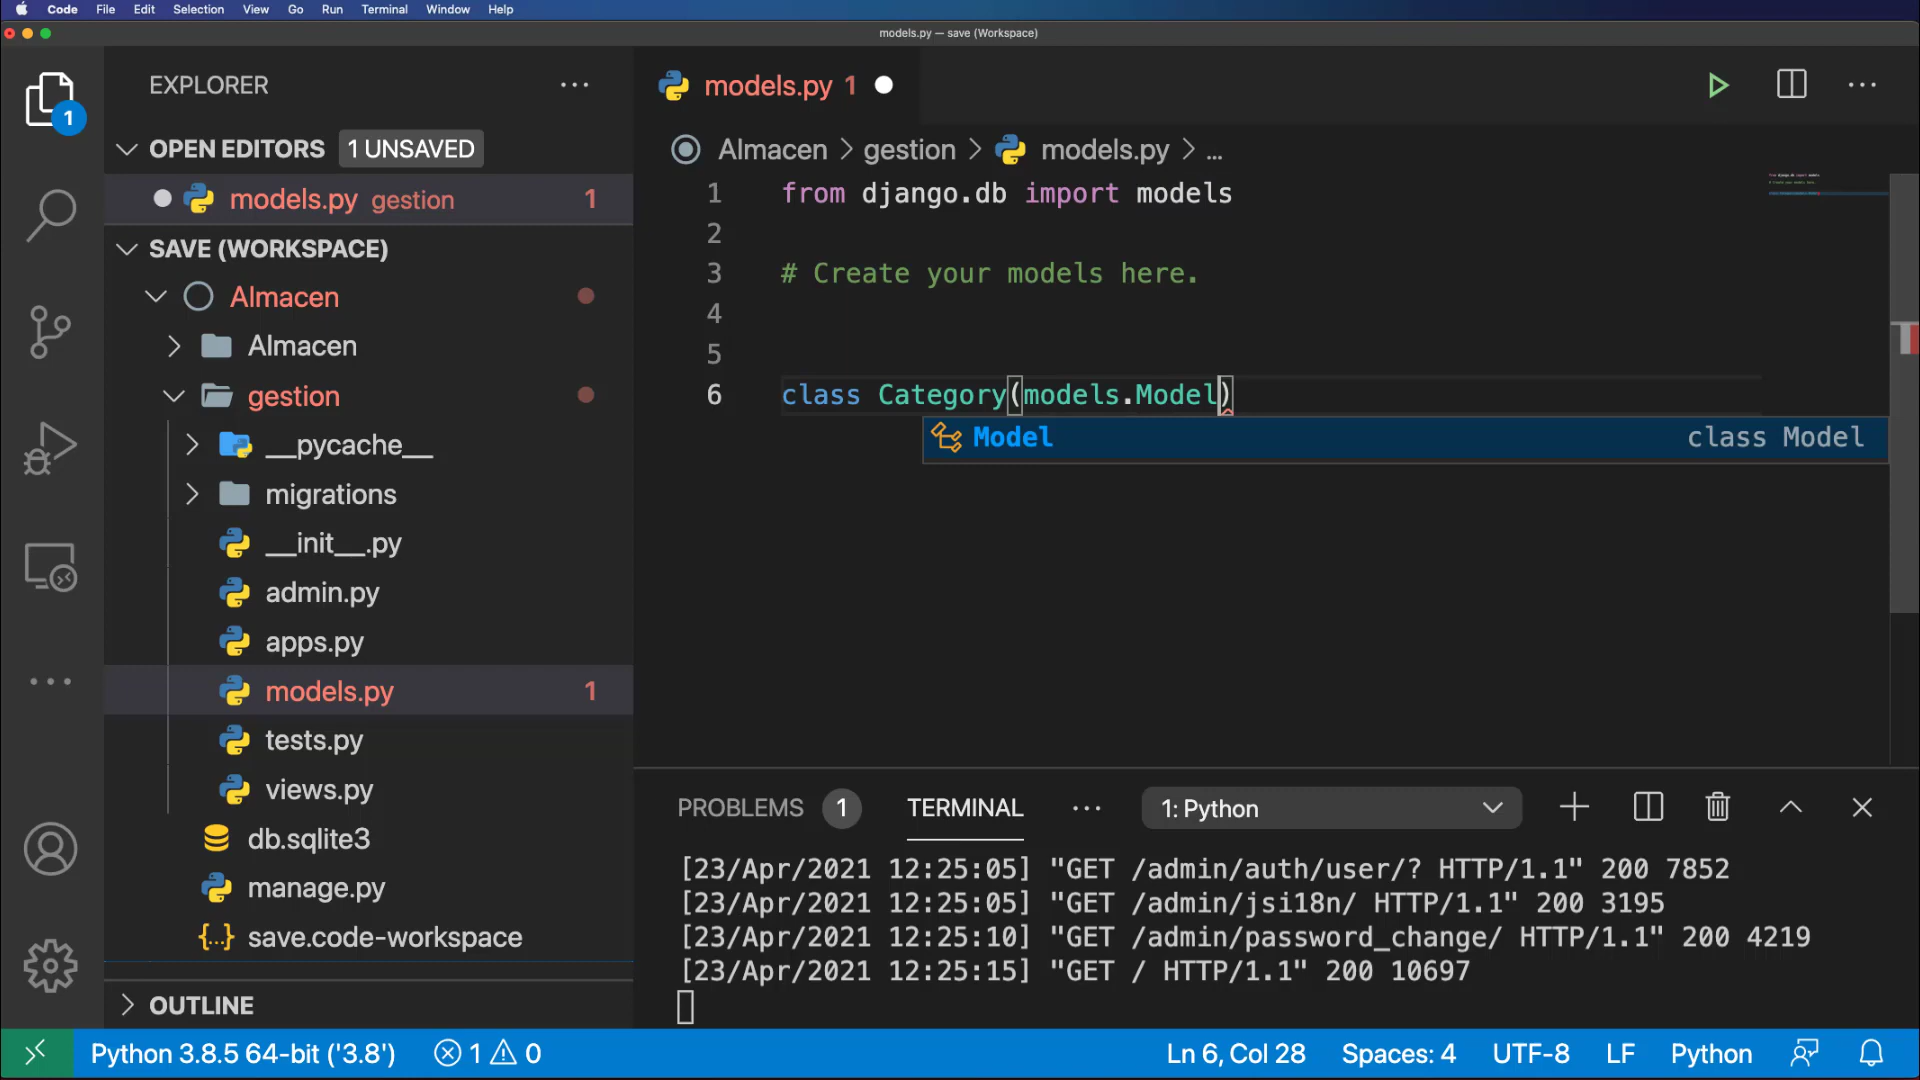 Code File Edit Selection View Go Run Terminal Window Help
models.py — save (Workspace)
EXPLORER
OPEN EDITORS 1 UNSAVED
models.py gestion 1
SAVE (WORKSPACE)
Almacen
Almacen
gestion
__pycache__
migrations
__init__.py
admin.py
apps.py
models.py 1
tests.py
views.py
db.sqlite3
manage.py
{...} save.code-workspace
OUTLINE
1
models.py 1
Almacen > gestion > models.py > ...
1 from django.db import models
2
3 # Create your models here.
4
5
6 class Category(models.Model)
Model class Model
PROBLEMS 1 TERMINAL ... 1: Python
[23/Apr/2021 12:25:05] "GET /admin/auth/user/? HTTP/1.1" 200 7852
[23/Apr/2021 12:25:05] "GET /admin/jsi18n/ HTTP/1.1" 200 3195
[23/Apr/2021 12:25:10] "GET /admin/password_change/ HTTP/1.1" 200 4219
[23/Apr/2021 12:25:15] "GET / HTTP/1.1" 200 10697
Python 3.8.5 64-bit ('3.8') 1 0 Ln 6, Col 28 Spaces: 4 UTF-8 LF Python